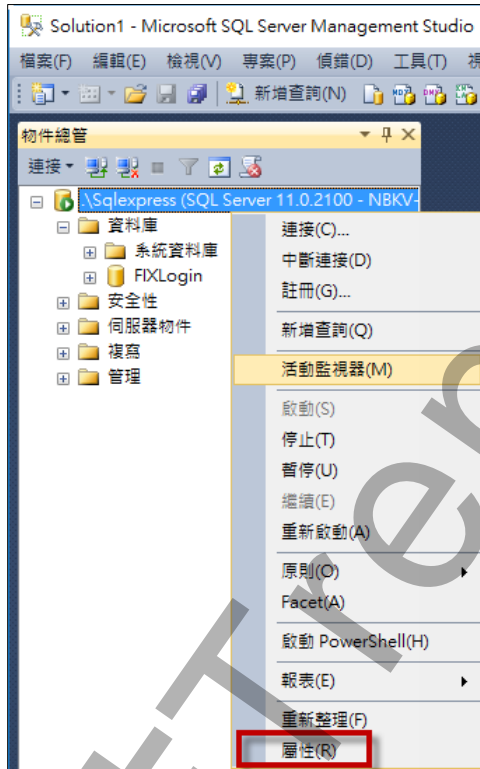 Solution1 - Microsoft SQL Server Management Studio
檔案(F) 編輯(E) 檢視(V) 專案(P) 偵錯(D) 工具(T) 視
新增查詢(N)
物件總管
連接
.\Sqlexpress (SQL Server 11.0.2100 - NBKV-
資料庫
系統資料庫
FIXLogin
安全性
伺服器物件
複寫
管理
連接(C)...
中斷連接(D)
註冊(G)...
新增查詢(Q)
活動監視器(M)
啟動(S)
停止(T)
暫停(U)
繼續(E)
重新啟動(A)
原則(O)
Facet(A)
啟動 PowerShell(H)
報表(E)
重新整理(F)
屬性(R)